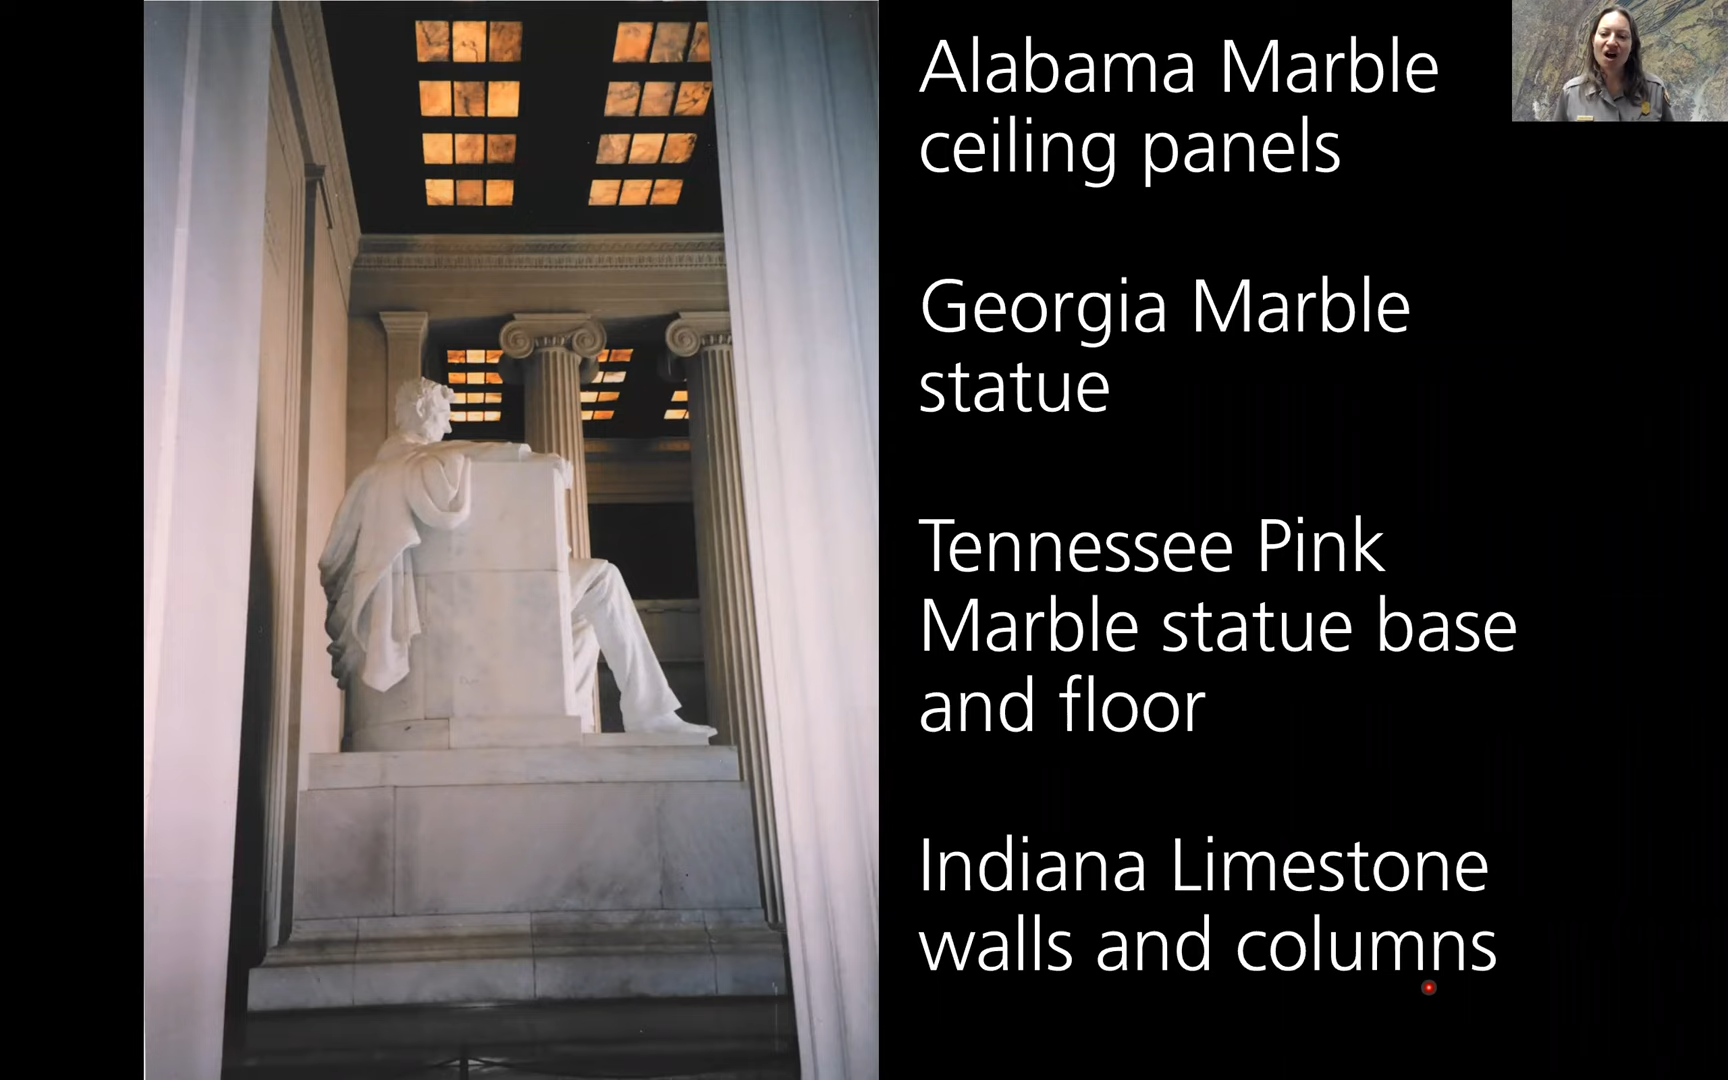 Alabama Marble
ceiling panels
Georgia Marble
statue
Tennessee Pink
Marble statue base
and floor
Indiana Limestone
walls and columns